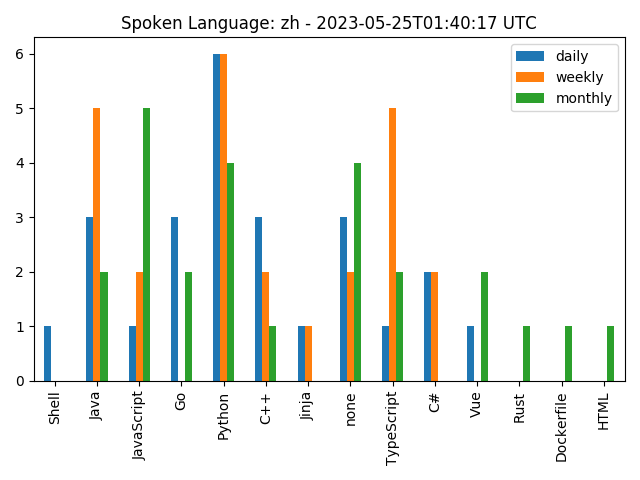 Spoken Language: zh - 2023-05-25T01:40:17 UTC
daily
weekly
monthly
6
5
4
3
2
1
0
Shell
Java
JavaScript
Go
Python
C++
Jinja
none
TypeScript
C#
Vue
Rust
Dockerfile
HTML